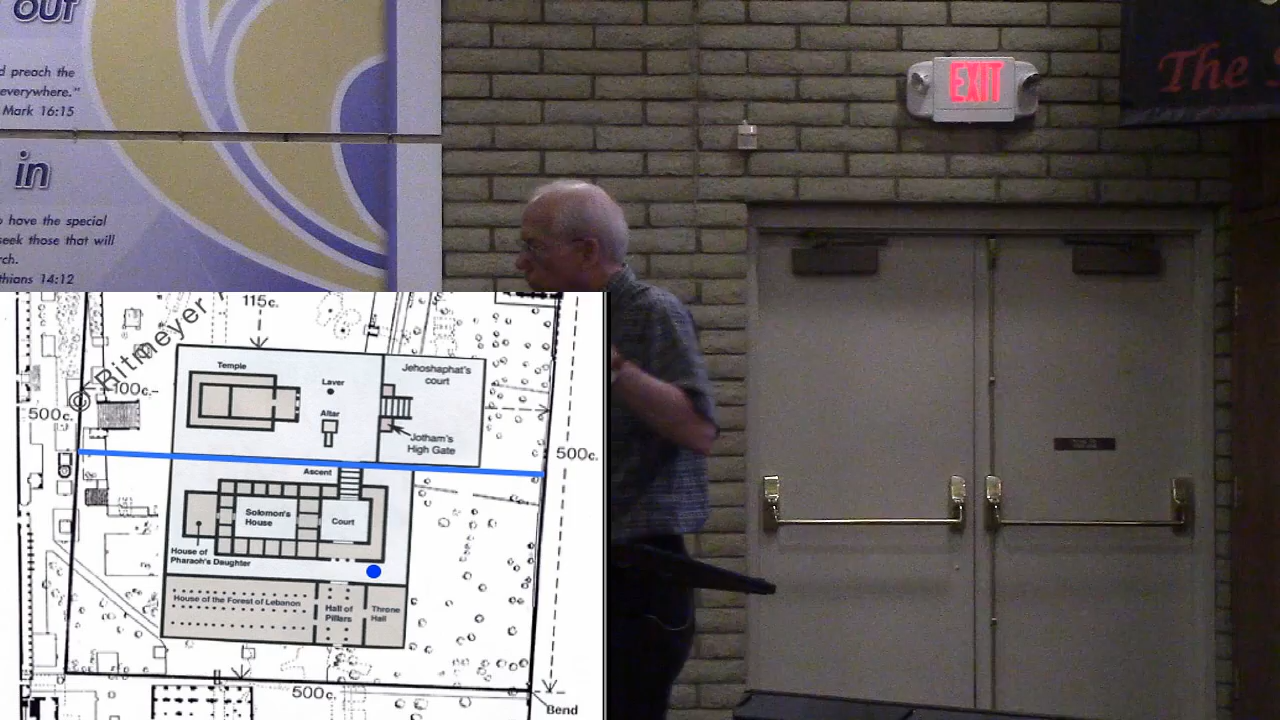 out
d preach the
everywhere."
Mark 16:15
in
o have the special
seek those that will
rch.
thians 14:12
EXIT
The
115c.
© Ritmeyer
100c.
500c.
Temple
Laver
Altar
Jehoshaphat's
court
Jotham's
High Gate
500c.
Ascent
Solomon's
House
Court
House of
Pharaoh's Daughter
House of the Forest of Lebanon
Hall of
Pillars
Throne
Hall
500c.
Bend